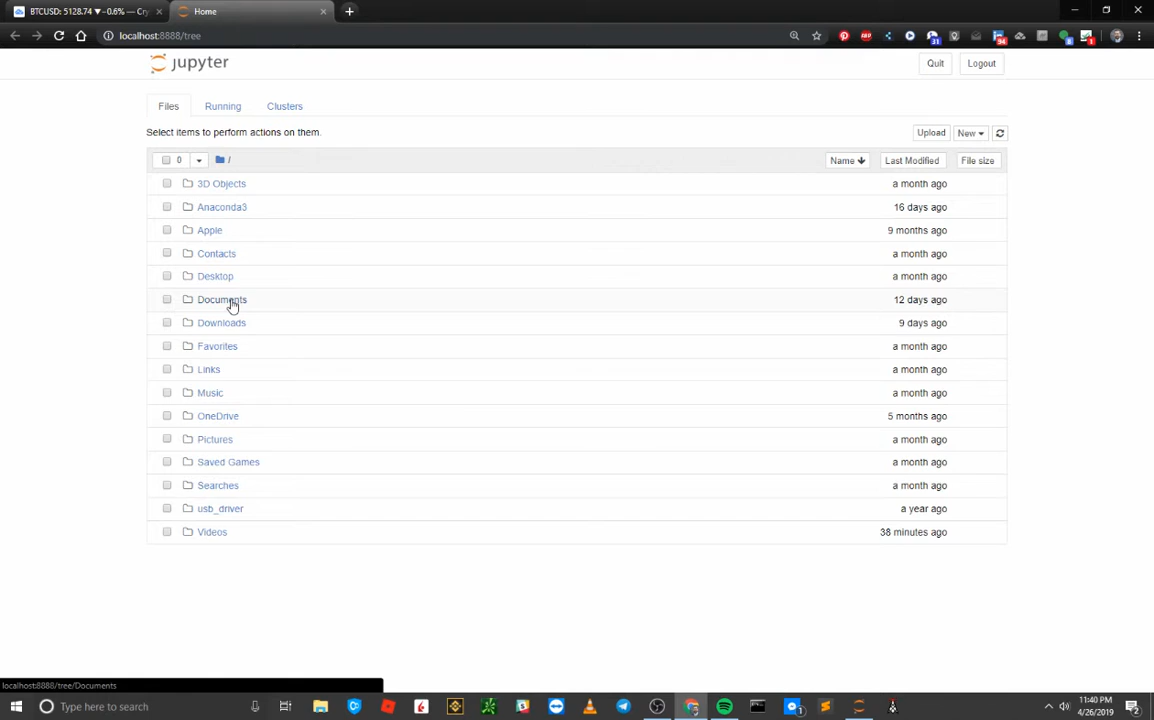 BTCUSD: 5128.74 ▼-0.6% — Cry
Home
localhost:8888/tree
jupyter
Quit
Logout
Files
Running
Clusters
Select items to perform actions on them.
Upload
New
0
/
Name
Last Modified
File size
3D Objects
a month ago
Anaconda3
16 days ago
Apple
9 months ago
Contacts
a month ago
Desktop
a month ago
Documents
12 days ago
Downloads
9 days ago
Favorites
a month ago
Links
a month ago
Music
a month ago
OneDrive
5 months ago
Pictures
a month ago
Saved Games
a month ago
Searches
a month ago
usb_driver
a year ago
Videos
38 minutes ago
localhost:8888/tree/Documents
Type here to search
11:40 PM
4/26/2019